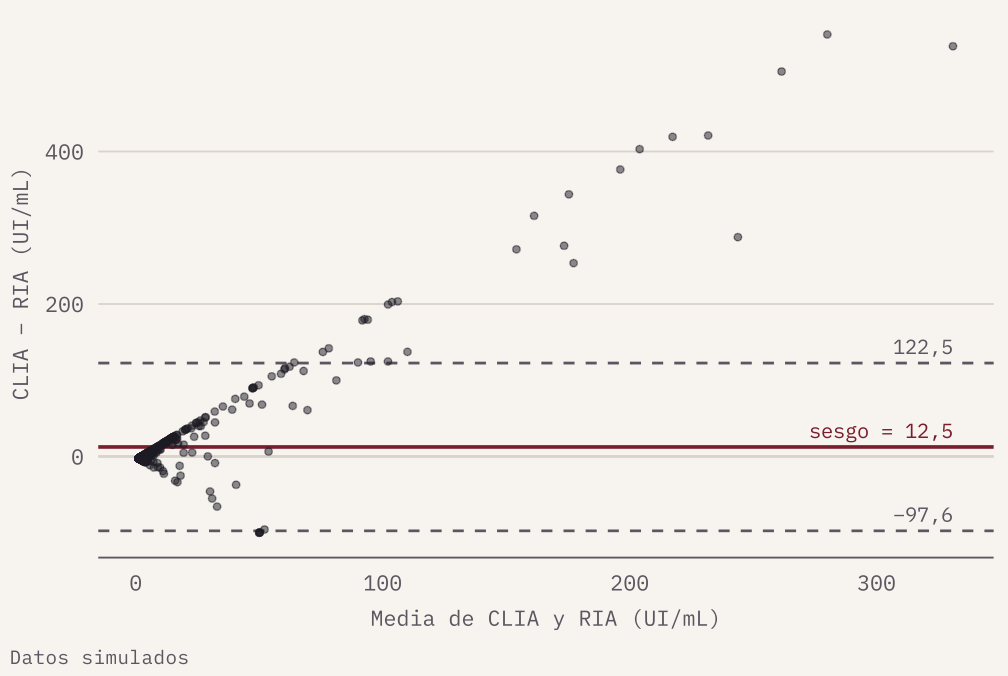 400
200
0
CLIA − RIA (UI/mL)
122,5
sesgo = 12,5
−97,6
0 100 200 300
Media de CLIA y RIA (UI/mL)
Datos simulados